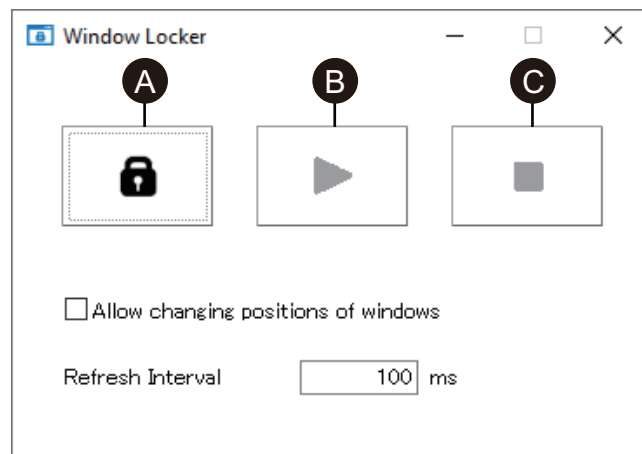 Window Locker
A B C
Allow changing positions of windows
Refresh Interval 100 ms